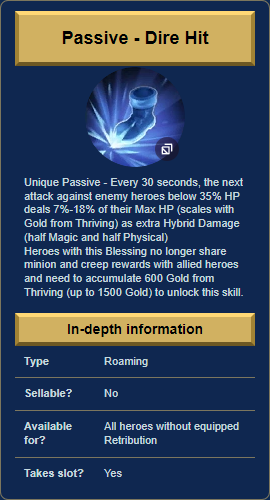 Passive - Dire Hit
Unique Passive - Every 30 seconds, the next
attack against enemy heroes below 35% HP
deals 7%-18% of their Max HP (scales with
Gold from Thriving) as extra Hybrid Damage
(half Magic and half Physical)
Heroes with this Blessing no longer share
minion and creep rewards with allied heroes
and need to accumulate 600 Gold from
Thriving (up to 1500 Gold) to unlock this skill.
In-depth information
Type Roaming
Sellable? No
Available All heroes without equipped
for? Retribution
Takes slot? Yes